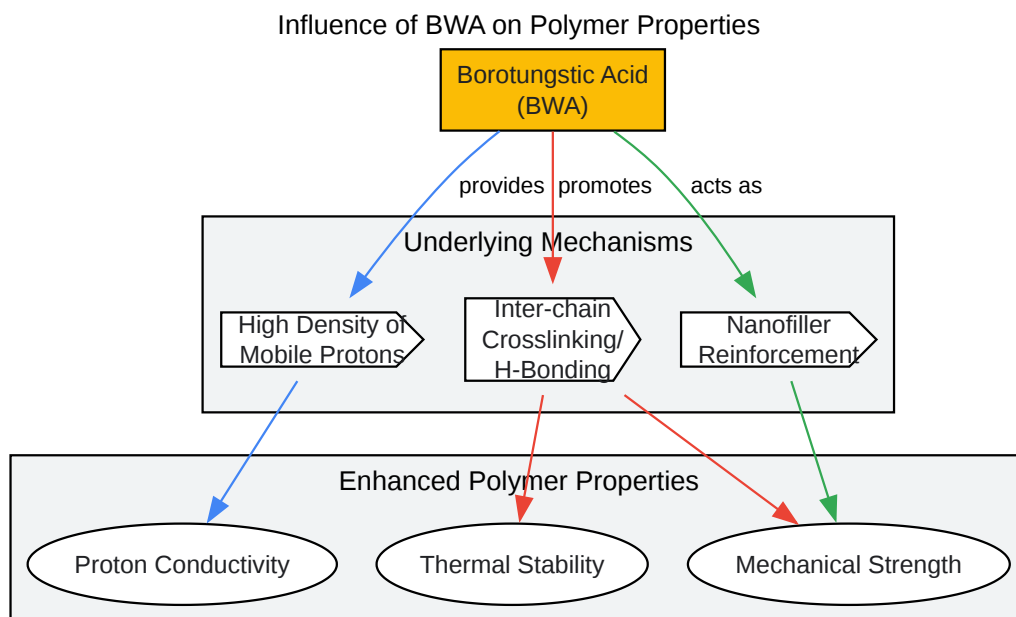 Influence of BWA on Polymer Properties
Borotungstic Acid
(BWA)
provides
promotes
acts as
Underlying Mechanisms
High Density of
Mobile Protons
Inter-chain
Crosslinking/
H-Bonding
Nanofiller
Reinforcement
Enhanced Polymer Properties
Proton Conductivity
Thermal Stability
Mechanical Strength